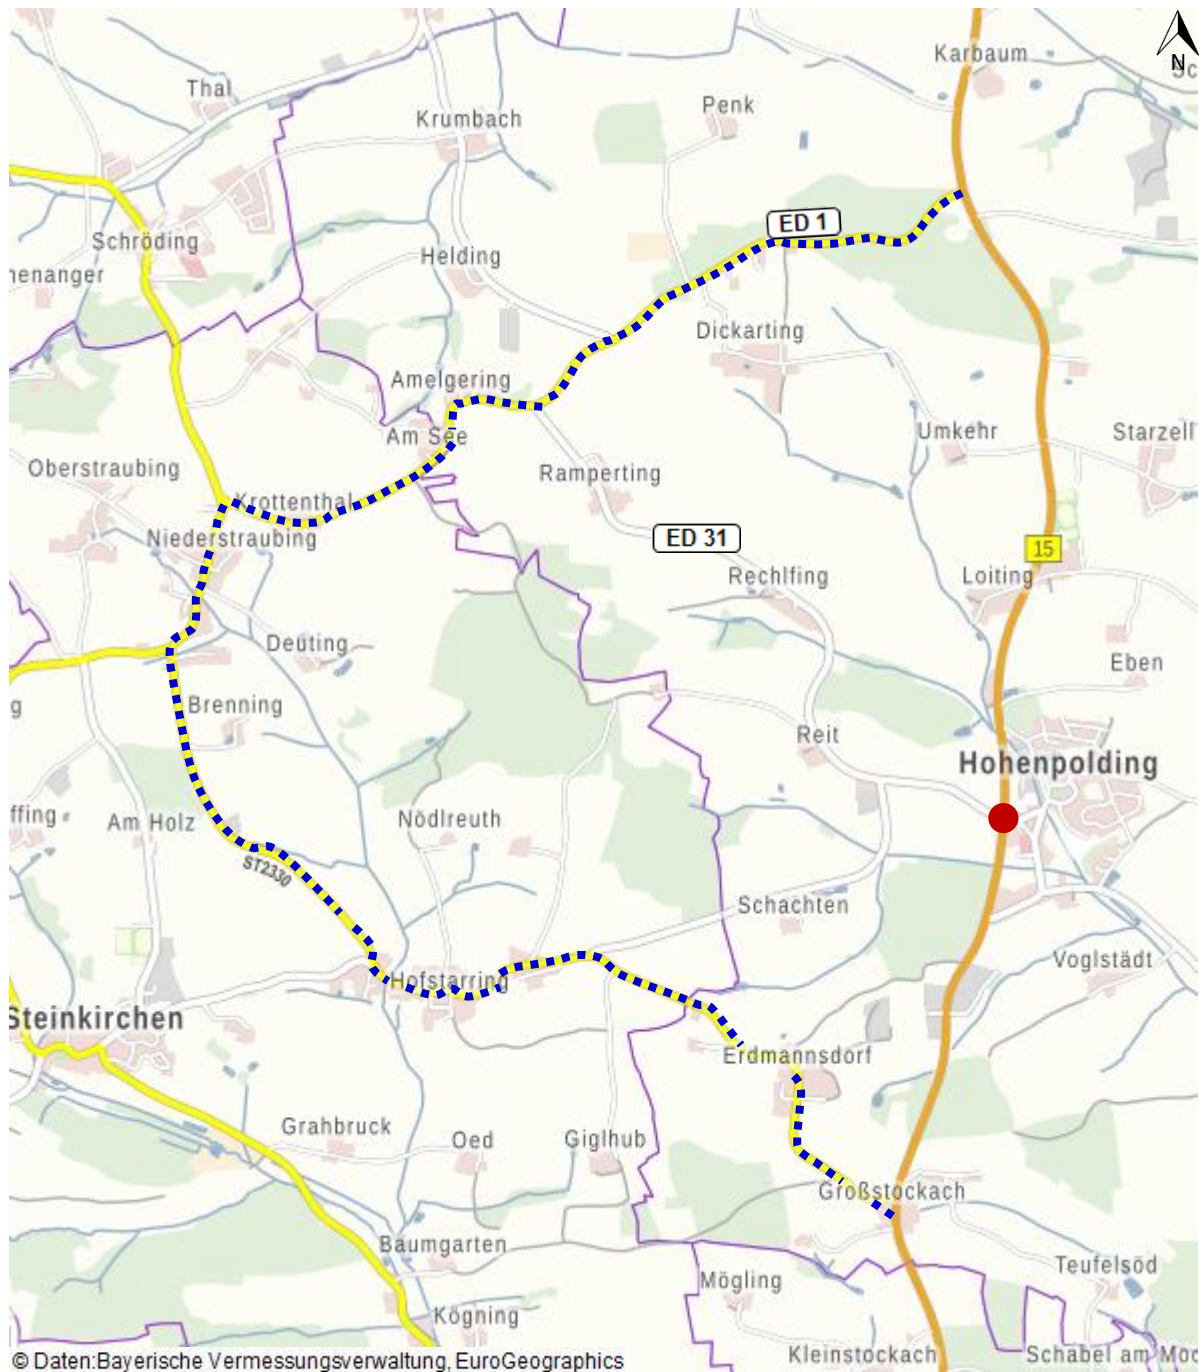 Karbaum
N
Sc
Thal
Penk
Krumbach
ED 1
Schröding
Helding
nenanger
Dickarting
Amelgering
Am See
Umkehr
Starzell
Oberstraubing
Ramperting
Krottenthal
Niederstraubing
ED 31
15
Rechlfing
Loiting
Deuting
Eben
g
Brenning
Reit
Hohenpolding
ffing
Am Holz
Nödlreuth
ST2330
Schachten
Voglstädt
Hofstarring
Steinkirchen
Erdmannsdorf
Grahbruck
Oed
Giglhub
Großstockach
Baumgarten
Teufelsöd
Mögling
Kögning
Kleinstockach
Schabel am Moo
© Daten:Bayerische Vermessungsverwaltung, EuroGeographics